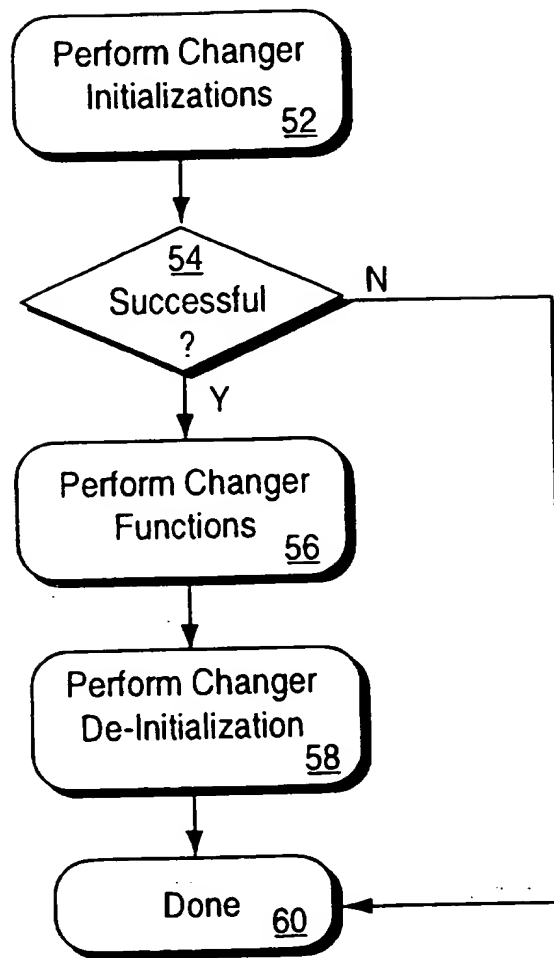 Perform Changer
Initializations
52
54
Successful
?
N
Y
Perform Changer
Functions
56
Perform Changer
De-Initialization
58
Done
60